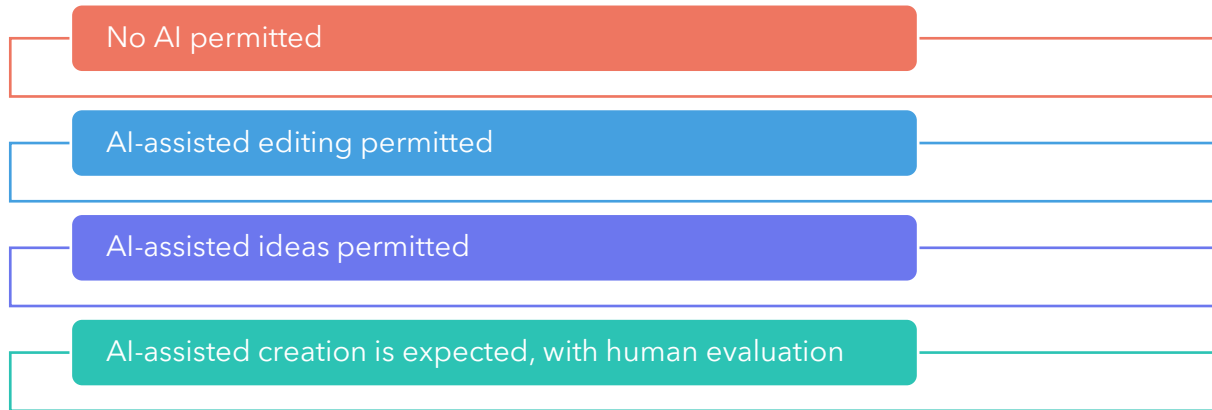 No AI permitted
AI-assisted editing permitted
AI-assisted ideas permitted
AI-assisted creation is expected, with human evaluation